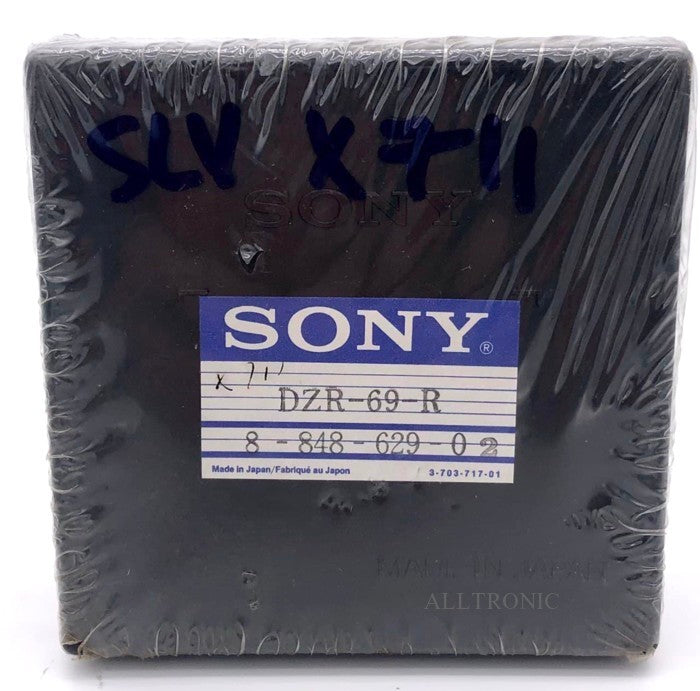 SLV X711
SONY
SONY®
X711
DZR-69-R
8-848-629-02
Made in Japan/Fabriqué au Japon 3-703-717-01
MADE IN JAPAN
ALLTRONIC